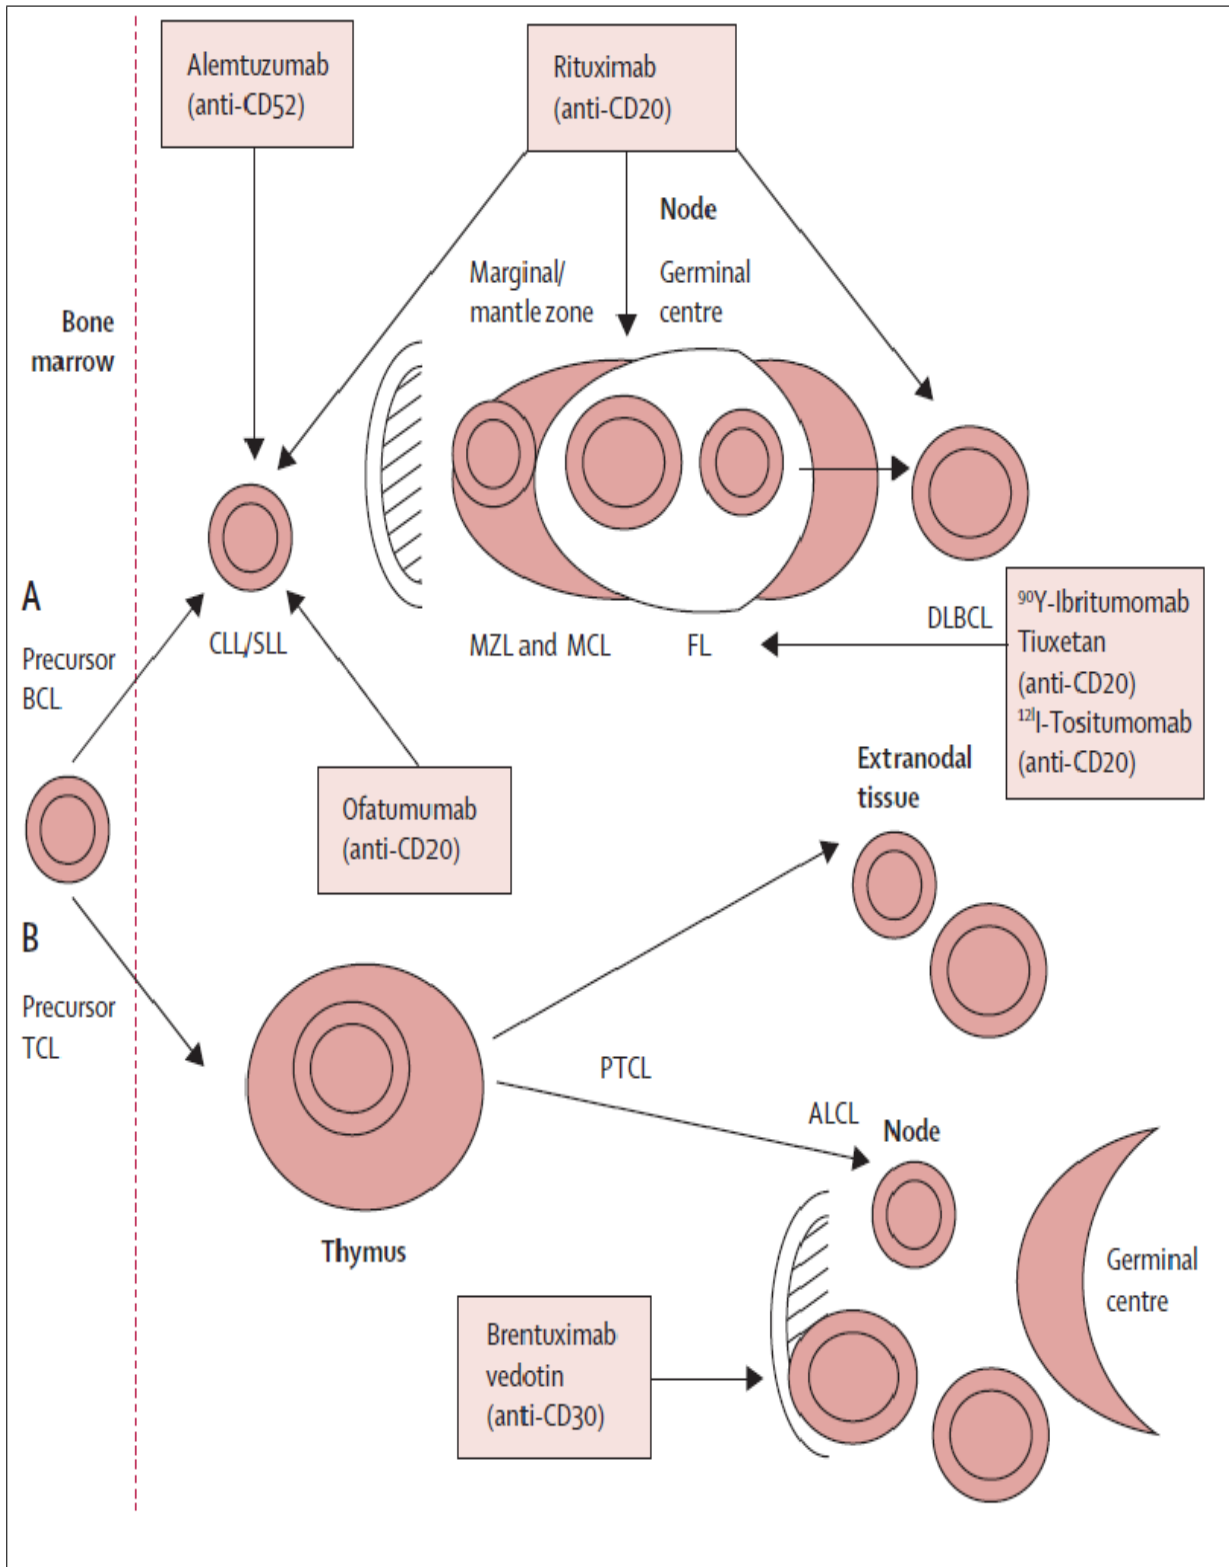 Alemtuzumab
(anti-CD52)
Rituximab
(anti-CD20)
Node
Marginal/
mantle zone
Germinal
centre
Bone
marrow
A
Precursor
BCL
CLL/SLL
MZL and MCL
FL
DLBCL
⁹⁰Y-Ibritumomab
Tiuxetan
(anti-CD20)
¹²ᴵI-Tositumomab
(anti-CD20)
Ofatumumab
(anti-CD20)
Extranodal
tissue
B
Precursor
TCL
PTCL
ALCL
Node
Thymus
Germinal
centre
Brentuximab
vedotin
(anti-CD30)